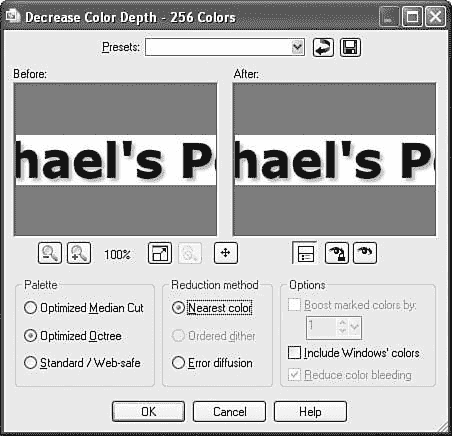 Decrease Color Depth - 256 Colors
Presets:
Before: After:
hael's P hael's P
100%
Palette Reduction method Options
Optimized Median Cut Nearest color Boost marked colors by:
Optimized Octree Ordered dither 1
Standard / Web-safe Error diffusion Include Windows' colors
Reduce color bleeding
OK Cancel Help